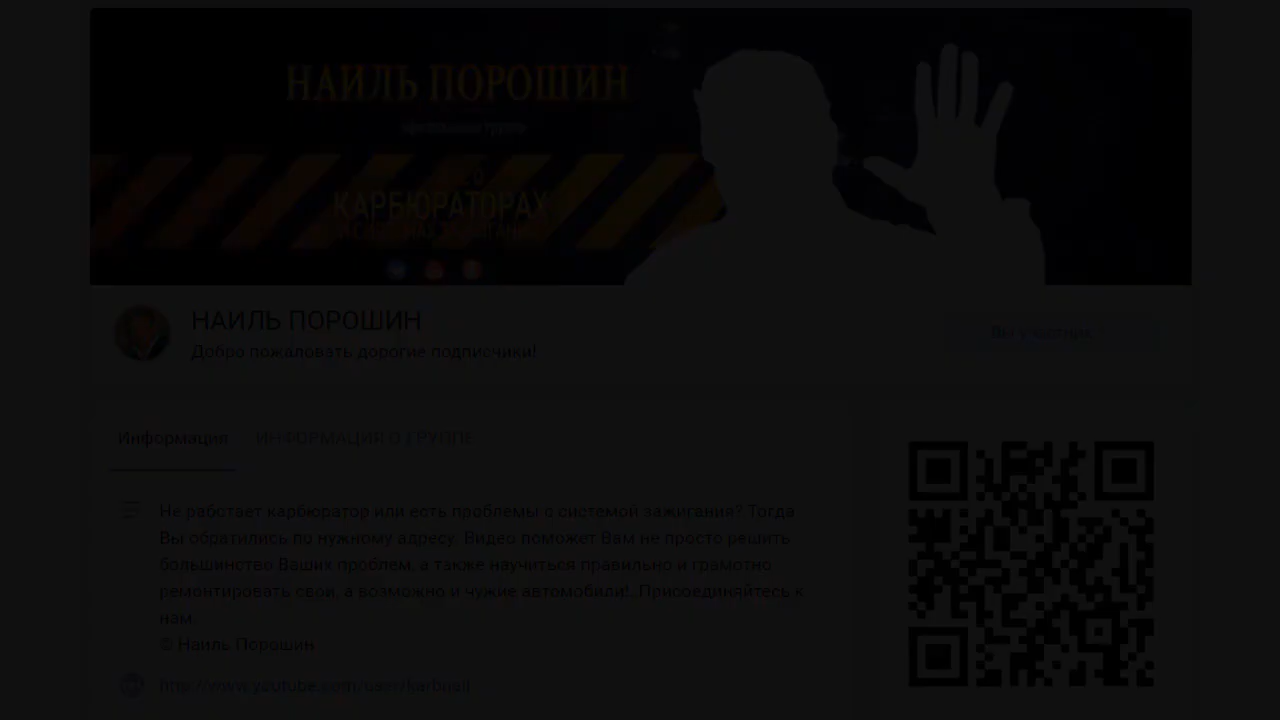 НАИЛЬ ПОРОШИН
О
КАРБЮРАТОРАХ
НАИЛЬ ПОРОШИН
Добро пожаловать дорогие подписчики!
Вы участник
Информация ИНФОРМАЦИЯ О ГРУППЕ
Не работает карбюратор или есть проблемы с системой зажигания? Тогда
Вы обратились по нужному адресу. Видео поможет Вам не просто решить
большинство Ваших проблем, а также научиться правильно и грамотно
ремонтировать свои, а возможно и чужие автомобили!. Присоединяйтесь к
нам.
© Наиль Порошин